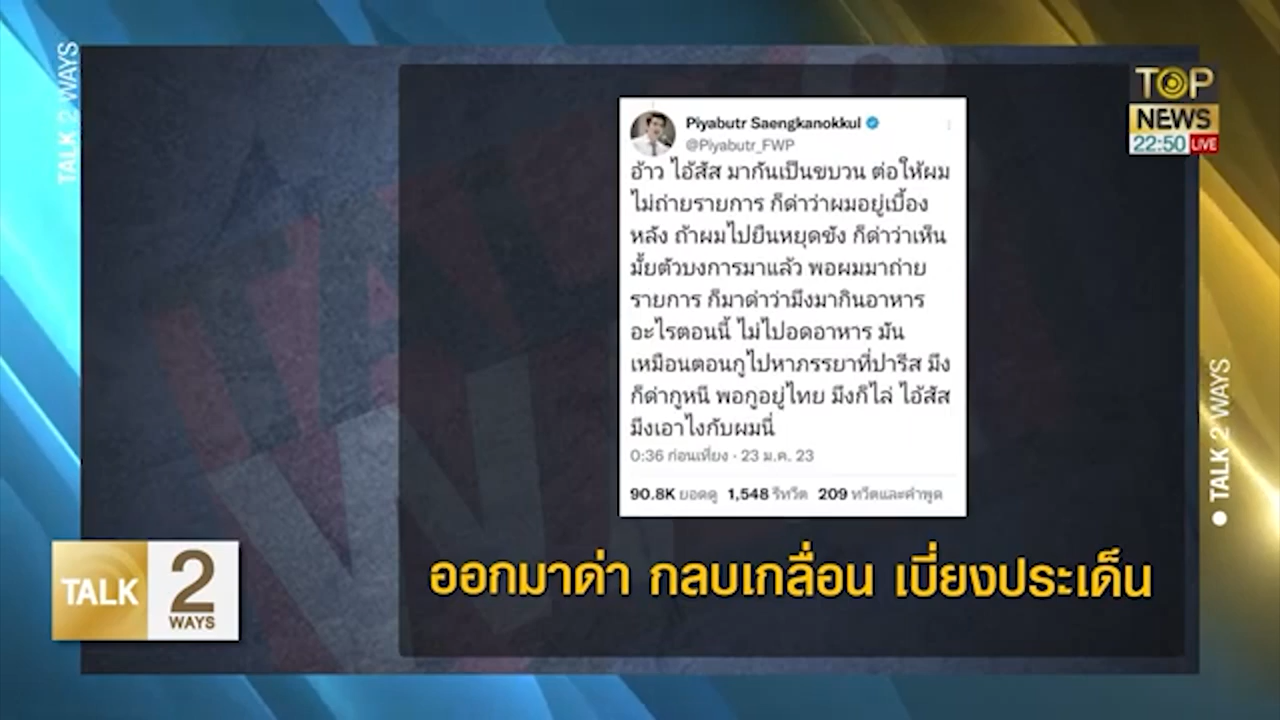 TALK 2 WAYS
TOP
NEWS
22:50 LIVE
Piyabutr Saengkanokkul
@Piyabutr_FWP
อ้าว ไอ้สัส มากันเป็นขบวน ต่อให้ผม
ไม่ถ่ายรายการ ก็ด่าว่าผมอยู่เบื้อง
หลัง ถ้าผมไปยืนหยุดขัง ก็ด่าว่าเห็น
มั้ยตัวบงการมาแล้ว พอผมมาถ่าย
รายการ ก็มาด่าว่ามึงมากินอาหาร
อะไรตอนนี้ ไม่ไปอดอาหาร มัน
เหมือนตอนกูไปหาภรรยาที่ปารีส มึง
ก็ด่ากูหนี พอกูอยู่ไทย มึงก็ไล่ ไอ้สัส
มึงเอาไงกับผมนี่
0:36 ก่อนเที่ยง · 23 ม.ค. 23
90.8K ยอดดู 1,548 รีทวีต 209 ทวีตและคำพูด
TALK 2 WAYS
ออกมาด่า กลบเกลื่อน เบี่ยงประเด็น
TALK 2 WAYS